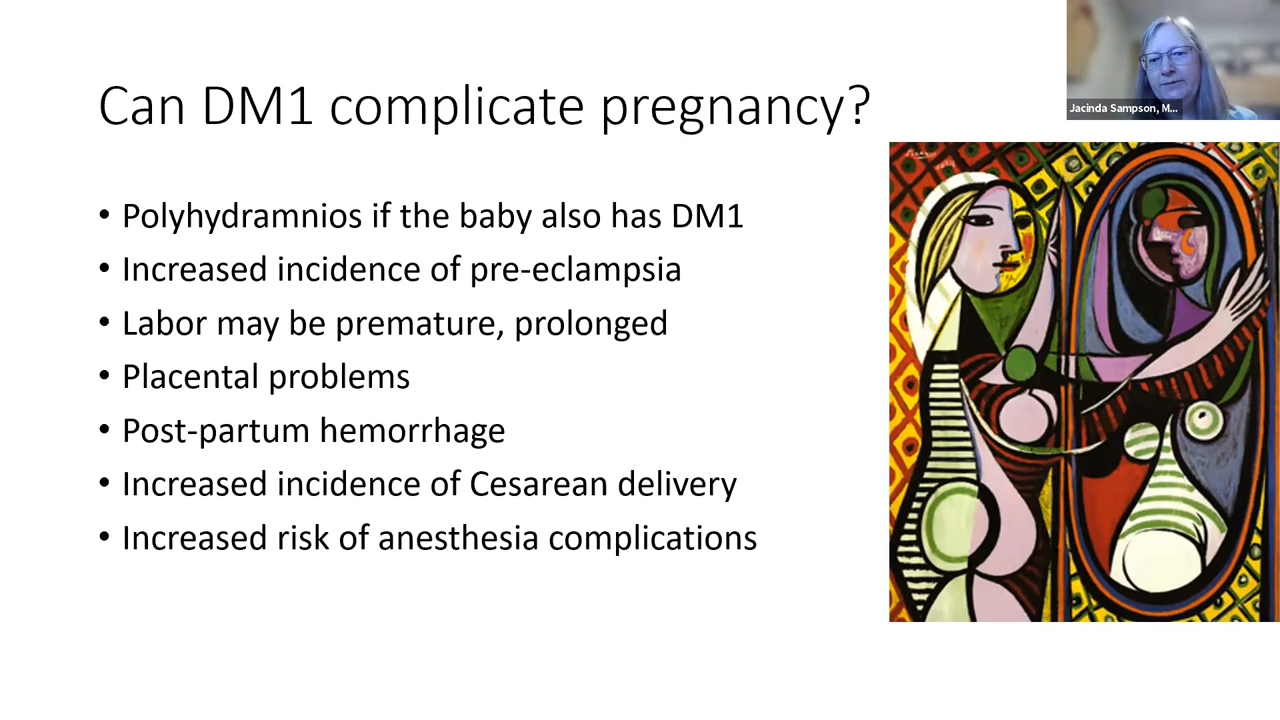 Jacinda Sampson, M...
Can DM1 complicate pregnancy?
• Polyhydramnios if the baby also has DM1
• Increased incidence of pre-eclampsia
• Labor may be premature, prolonged
• Placental problems
• Post-partum hemorrhage
• Increased incidence of Cesarean delivery
• Increased risk of anesthesia complications
Picasso